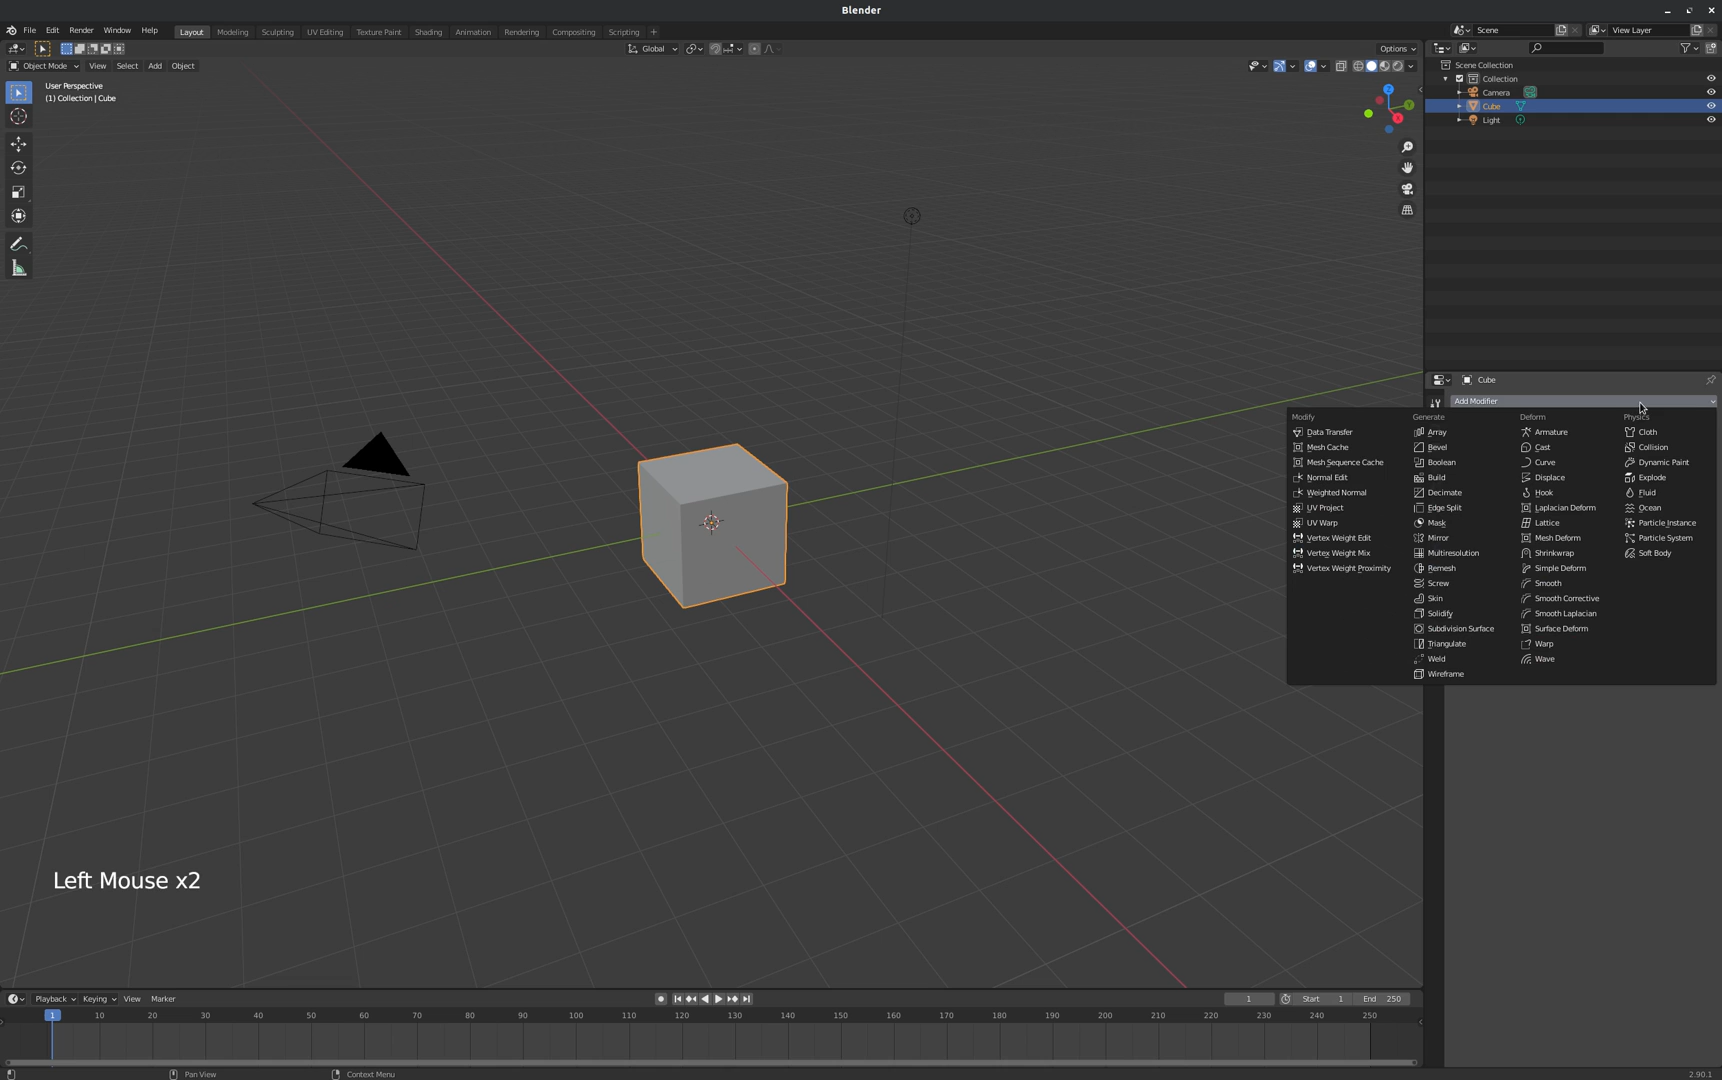 Blender
File Edit Render Window Help Layout Modeling Sculpting UV Editing Texture Paint Shading Animation Rendering Compositing Scripting + Scene View Layer
Global Options
Object Mode View Select Add Object
User Perspective
(1) Collection | Cube
Z
Y
X
Scene Collection
Collection
Camera
Cube
Light
Cube
Add Modifier
Modify Generate Deform Physics
Data Transfer Array Armature Cloth
Mesh Cache Bevel Cast Collision
Mesh Sequence Cache Boolean Curve Dynamic Paint
Normal Edit Build Displace Explode
Weighted Normal Decimate Hook Fluid
UV Project Edge Split Laplacian Deform Ocean
UV Warp Mask Lattice Particle Instance
Vertex Weight Edit Mirror Mesh Deform Particle System
Vertex Weight Mix Multiresolution Shrinkwrap Soft Body
Vertex Weight Proximity Remesh Simple Deform
Screw Smooth
Skin Smooth Corrective
Solidify Smooth Laplacian
Subdivision Surface Surface Deform
Triangulate Warp
Weld Wave
Wireframe
Left Mouse x2
Playback Keying View Marker 1 Start 1 End 250
1 10 20 30 40 50 60 70 80 90 100 110 120 130 140 150 160 170 180 190 200 210 220 230 240 250
Pan View Context Menu 2.90.1